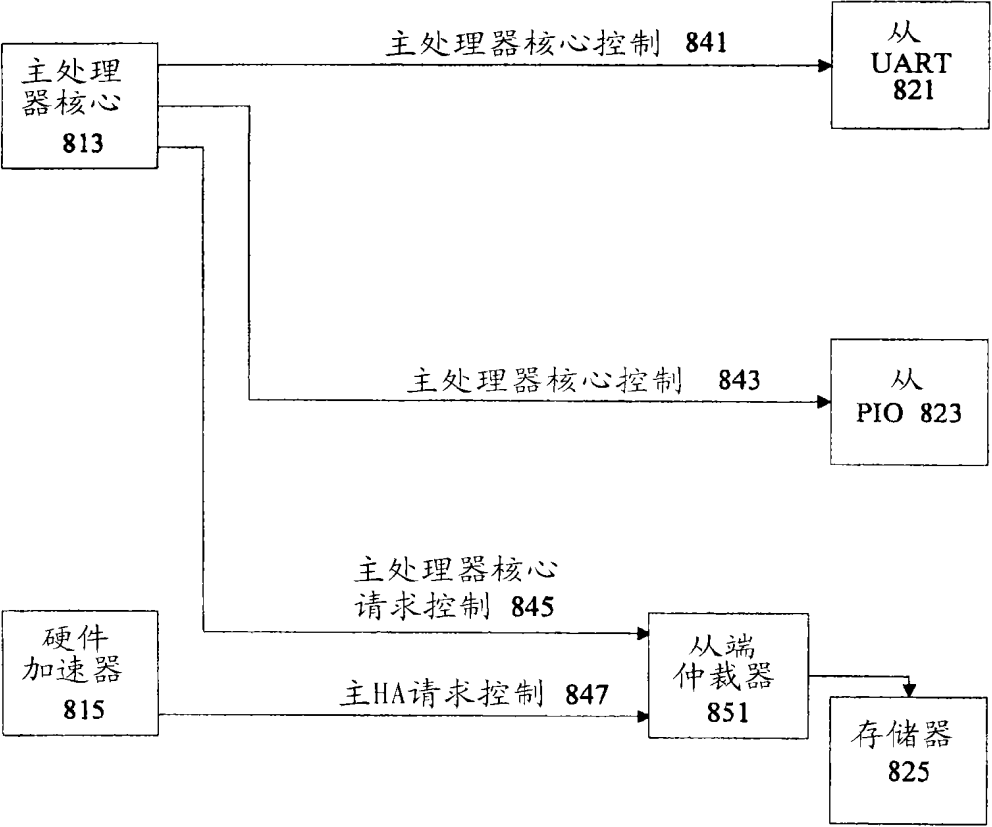 主处理器核心控制 841
从
UART
821
主处理
器核心
813
主处理器核心控制 843
从
PIO 823
主处理器核心
请求控制 845
硬件
加速器
815
主HA请求控制 847
从端
仲裁器
851
存储器
825